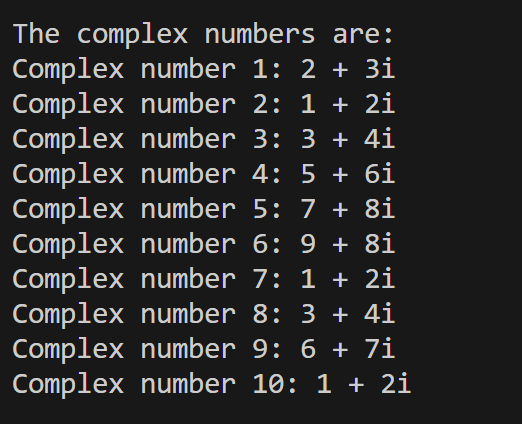 The complex numbers are:
Complex number 1: 2 + 3i
Complex number 2: 1 + 2i
Complex number 3: 3 + 4i
Complex number 4: 5 + 6i
Complex number 5: 7 + 8i
Complex number 6: 9 + 8i
Complex number 7: 1 + 2i
Complex number 8: 3 + 4i
Complex number 9: 6 + 7i
Complex number 10: 1 + 2i